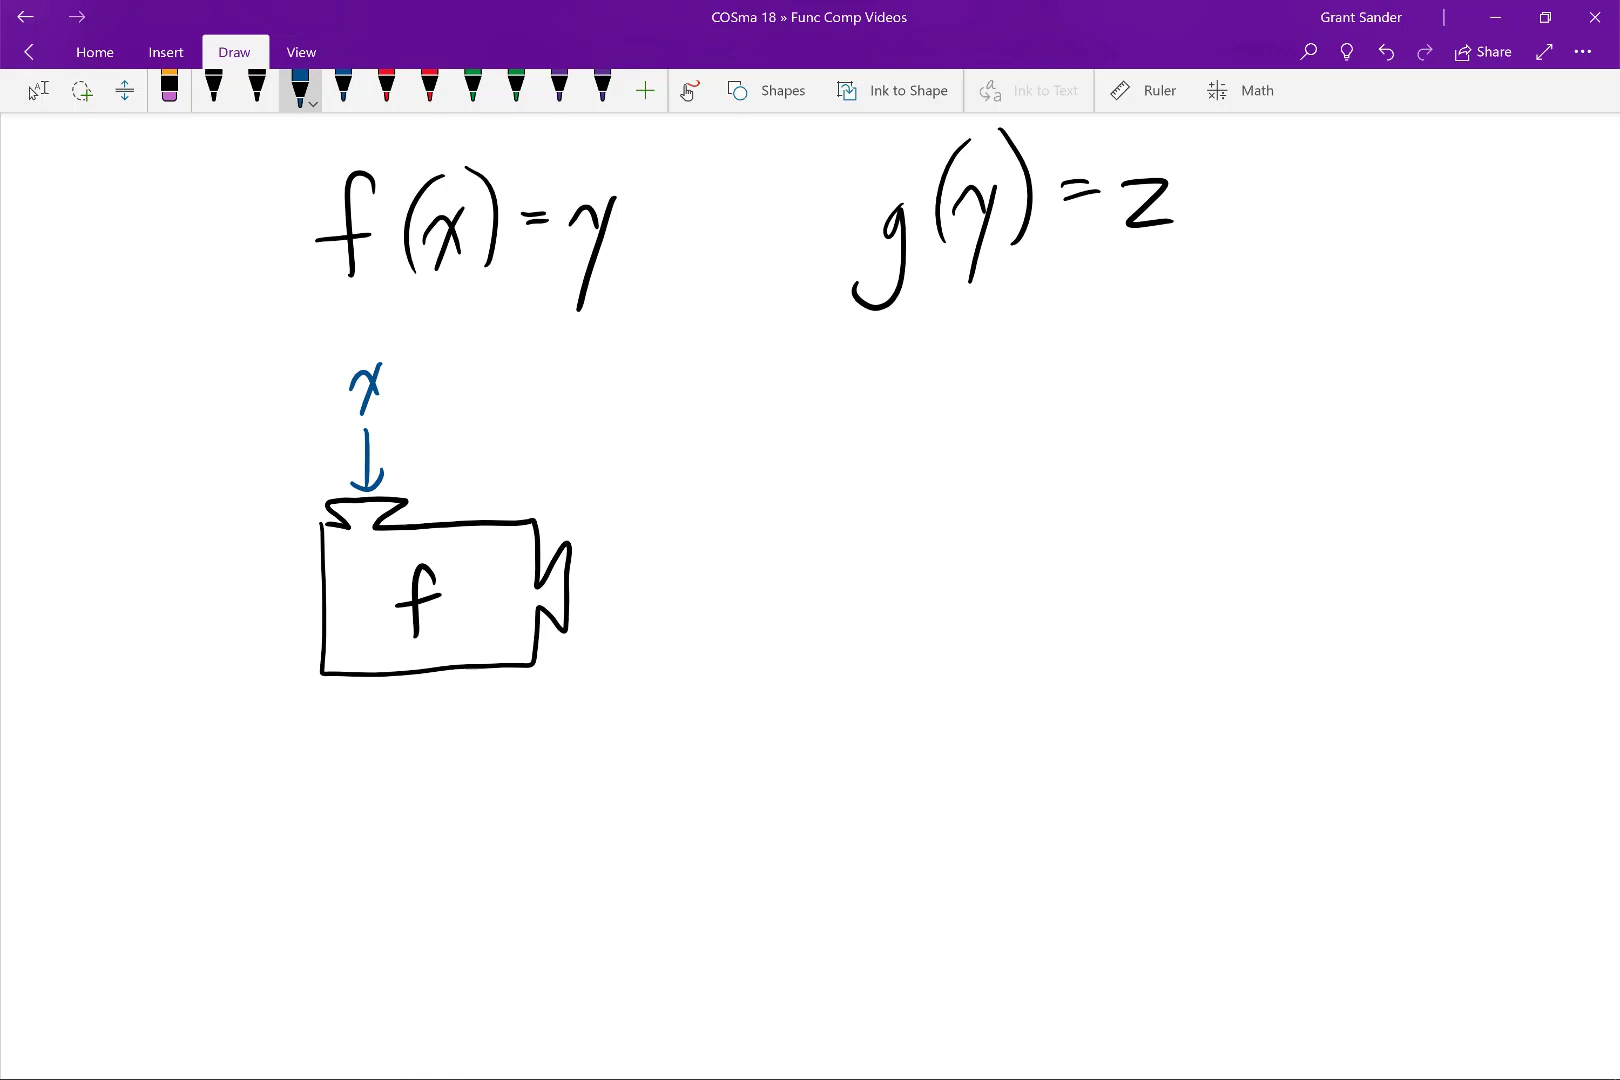 COSma 18 » Func Comp Videos
Grant Sander
Home Insert Draw View
Share
Shapes Ink to Shape Ink to Text Ruler Math
f(x) = y g(y) = z
x
f